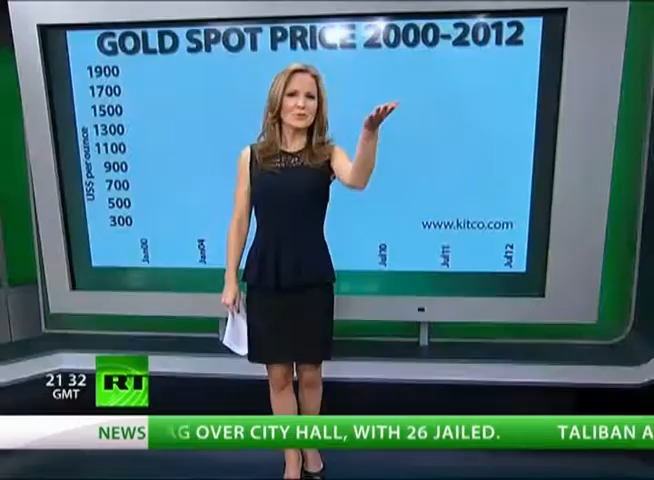 GOLD SPOT PRICE 2000-2012
1900
1700
1500
1300
1100
900
700
500
300
US$ per ounce
www.kitco.com
Jan00
Jan04
Jul10
Jul11
Jul12
21 32
GMT
RT
NEWS
OVER CITY HALL, WITH 26 JAILED.
TALIBAN